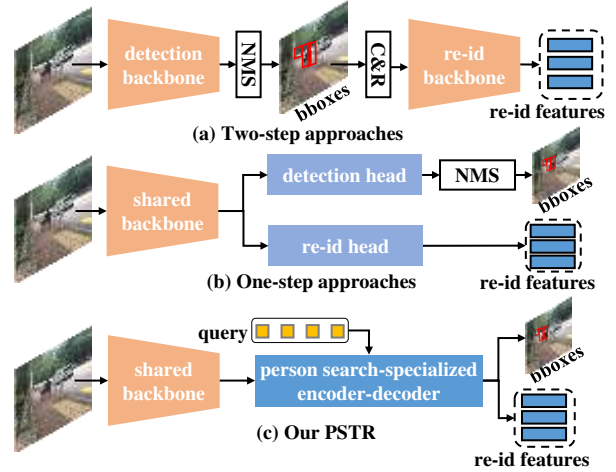 detection
backbone
NMS
bboxes
C&R
re-id
backbone
re-id features
(a) Two-step approaches
shared
backbone
detection head
NMS
bboxes
re-id head
re-id features
(b) One-step approaches
query
shared
backbone
person search-specialized
encoder-decoder
bboxes
re-id features
(c) Our PSTR